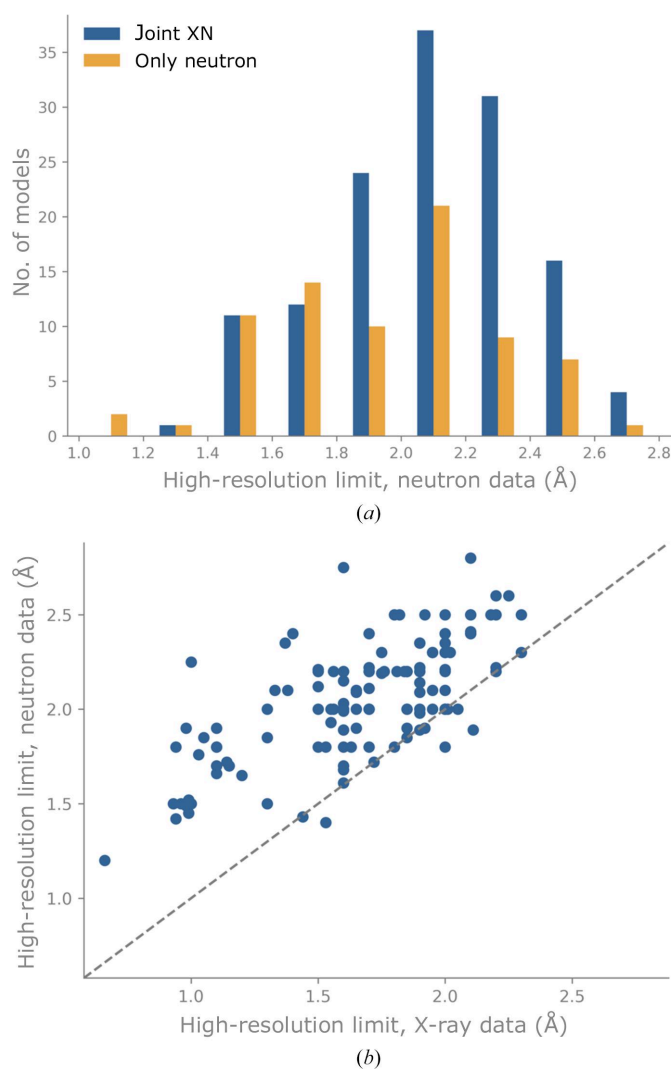 Joint XN
Only neutron
No. of models
35
30
25
20
15
10
5
0
1.0 1.2 1.4 1.6 1.8 2.0 2.2 2.4 2.6 2.8
High-resolution limit, neutron data (Å)
(a)
High-resolution limit, neutron data (Å)
2.5
2.0
1.5
1.0
1.0 1.5 2.0 2.5
High-resolution limit, X-ray data (Å)
(b)